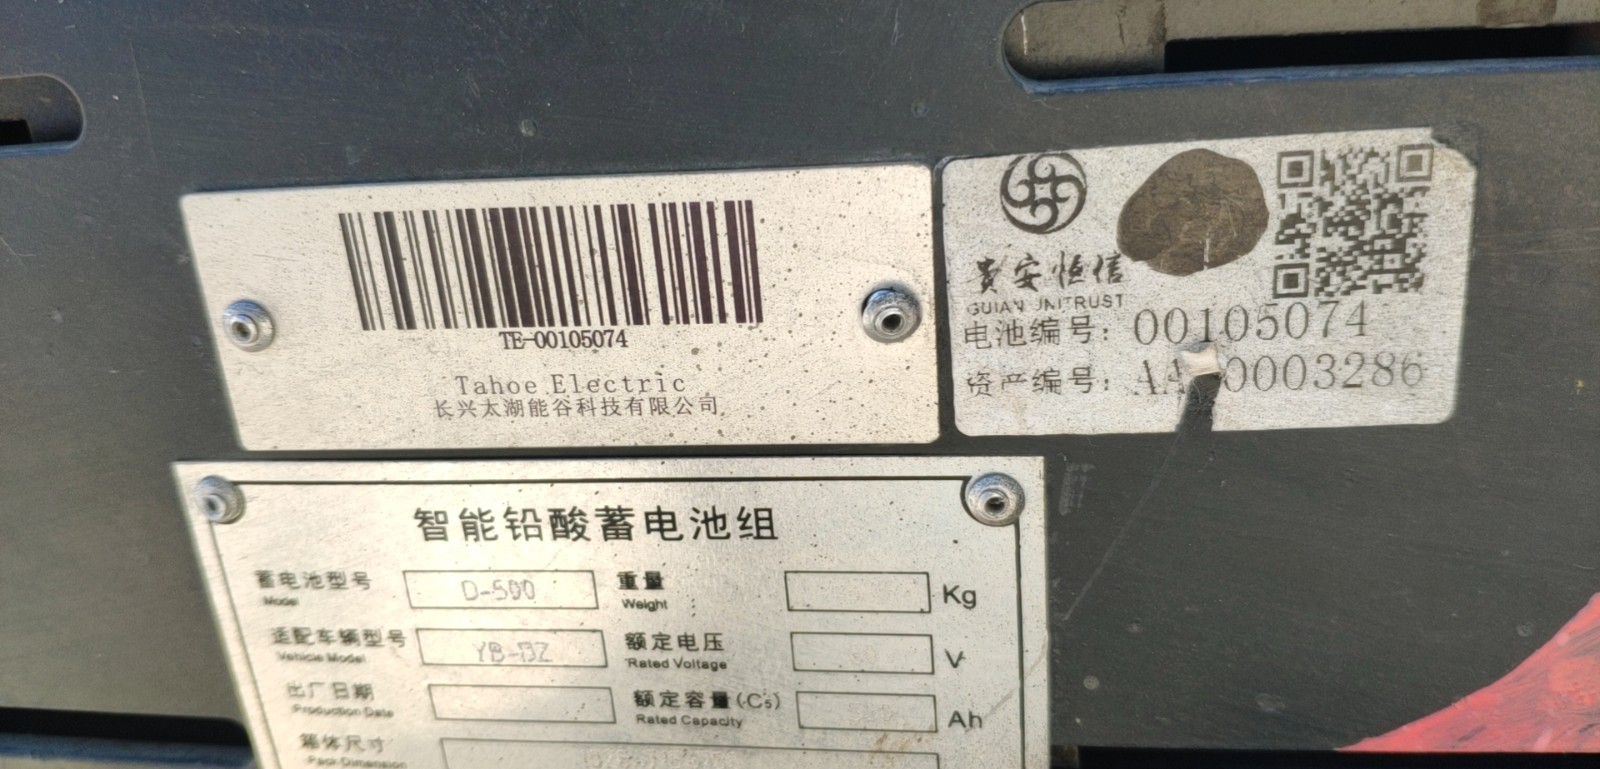 TE-00105074
Tahoe Electric
长兴太湖能谷科技有限公司
贵安恒信
GUIAN UNITRUST
电池编号: 00105074
资产编号: AA 0003286
智能铅酸蓄电池组
蓄电池型号 D-500 重量 Kg
Model Weight
适配车辆型号 YB-BZ 额定电压 V
Vehicle Model Rated Voltage
出厂日期 额定容量(C₅) Ah
Production Date Rated Capacity
箱体尺寸
Pack Dimension